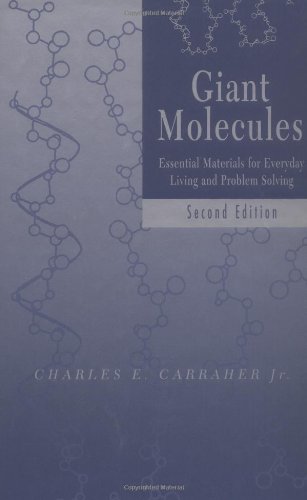 Giant
Molecules
Essential Materials for Everyday
Living and Problem Solving
Second Edition
CHARLES E. CARRAHER Jr.